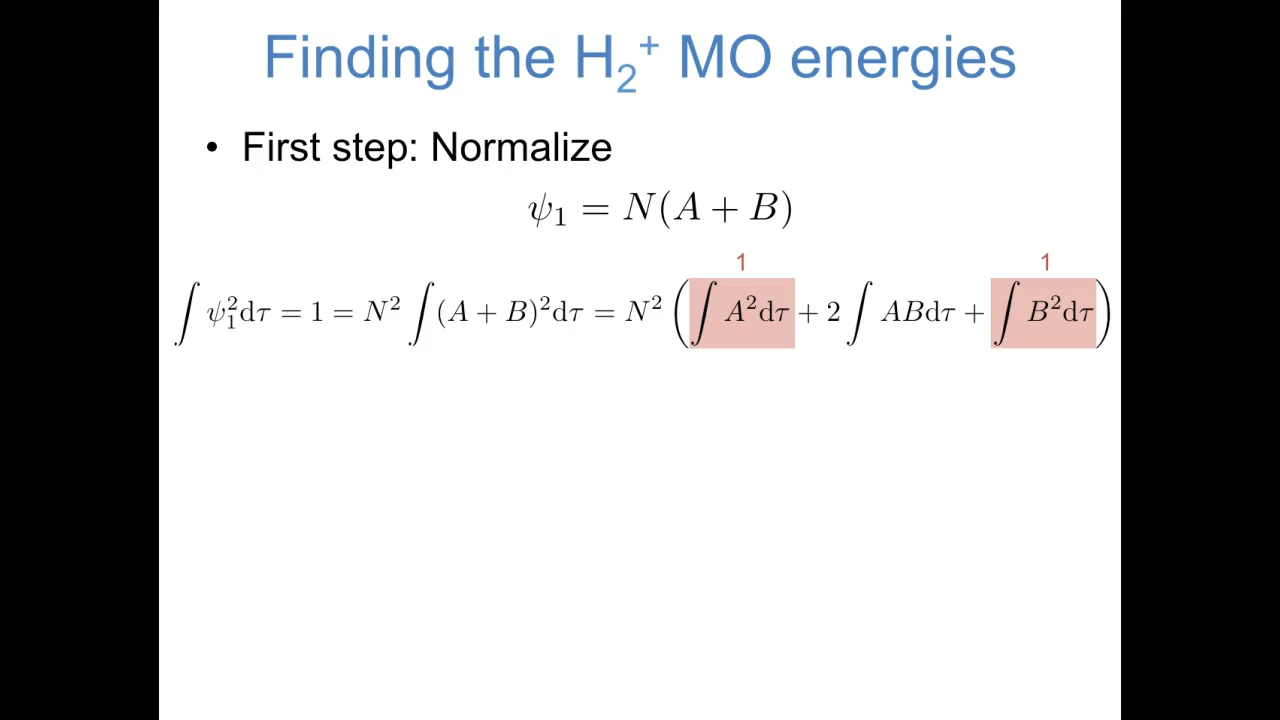 Finding the H₂⁺ MO energies
• First step: Normalize
ψ₁ = N(A + B)
1 1
∫ψ₁²dτ = 1 = N² ∫(A + B)²dτ = N² (∫A²dτ + 2∫ABdτ + ∫B²dτ)